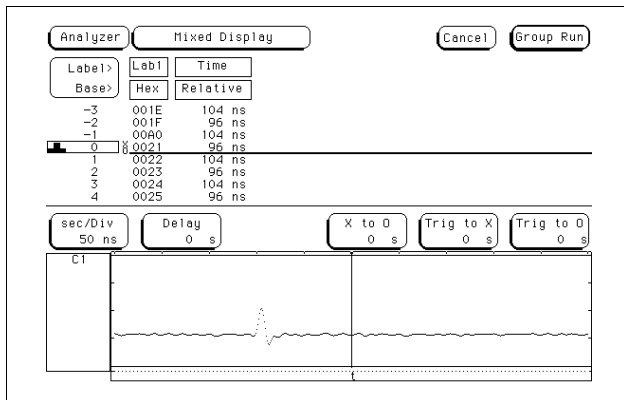 Analyzer Mixed Display Cancel Group Run
Label> Lab1 Time
Base> Hex Relative
-3 001E 104 ns
-2 001F 96 ns
-1 00A0 104 ns
0 0021 96 ns
1 0022 104 ns
2 0023 96 ns
3 0024 104 ns
4 0025 96 ns
sec/Div Delay X to O Trig to X Trig to O
50 ns 0 s 0 s 0 s 0 s
C1
t